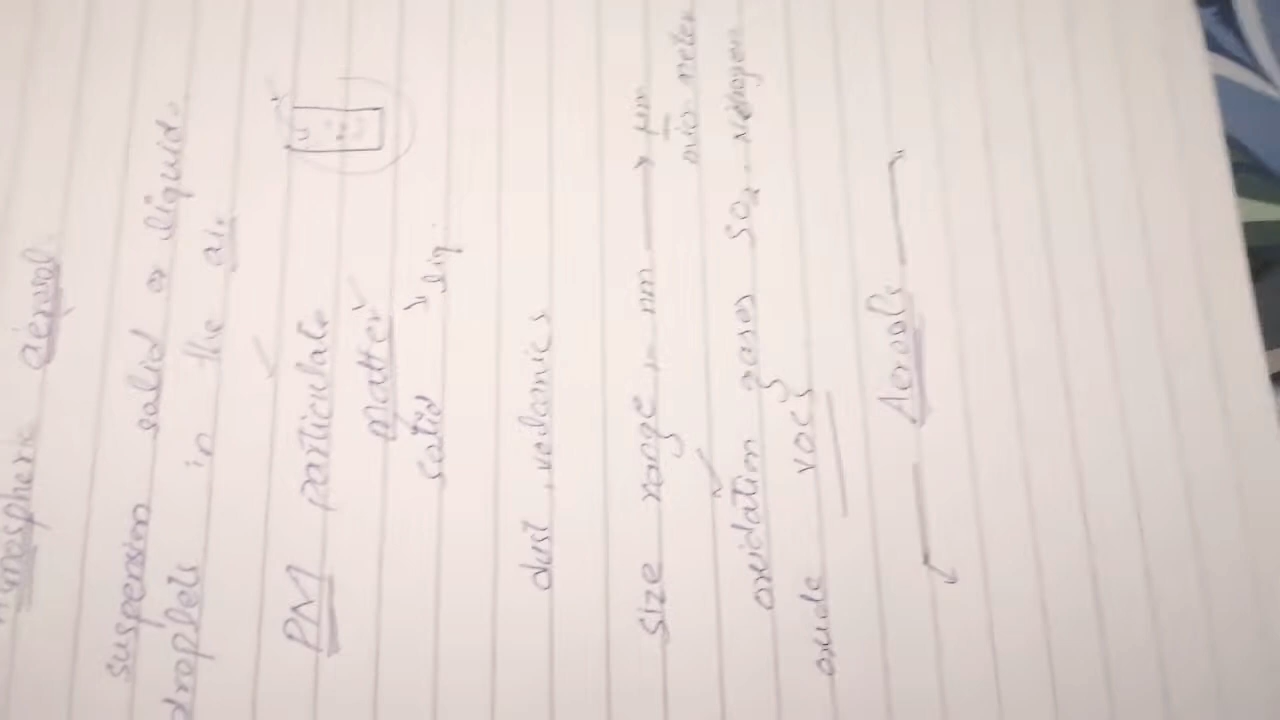 atmospheric aerosol
suspension solid or liquid
droplets in the air
PM particulate
matter
solid liq.
dust, volcanics
size range, nm → μm
oxidation gases SO2, nitrogen
oxide VOCs
Aerosols